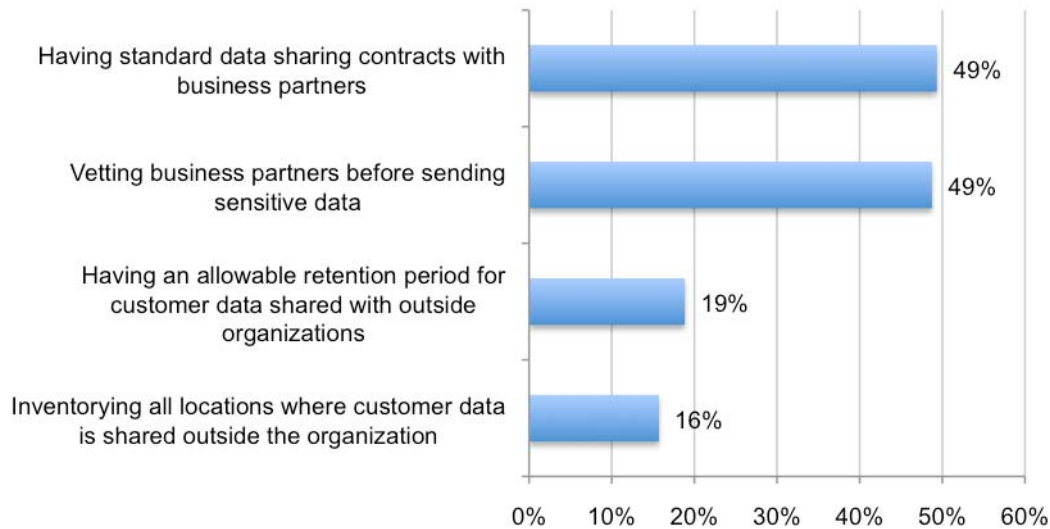 Having standard data sharing contracts with
business partners
49%
Vetting business partners before sending
sensitive data
49%
Having an allowable retention period for
customer data shared with outside
organizations
19%
Inventorying all locations where customer data
is shared outside the organization
16%
0% 10% 20% 30% 40% 50% 60%